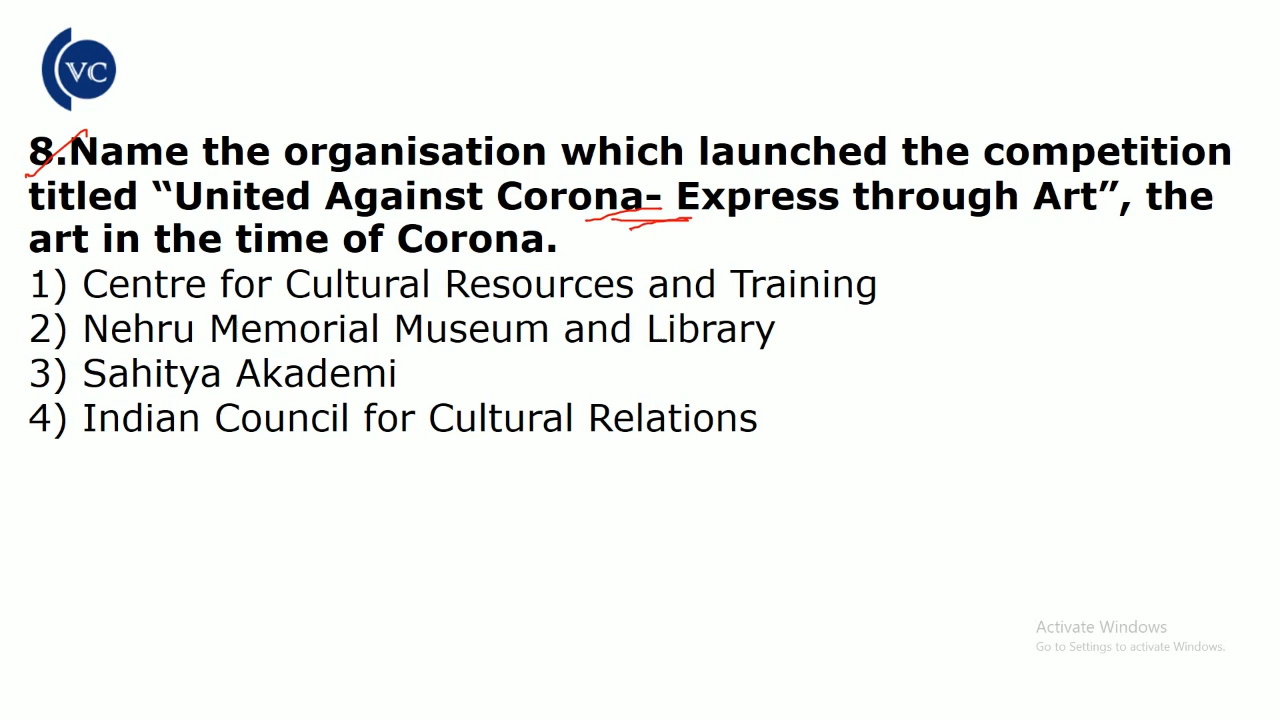 VC
8.Name the organisation which launched the competition
titled “United Against Corona- Express through Art”, the
art in the time of Corona.
1) Centre for Cultural Resources and Training
2) Nehru Memorial Museum and Library
3) Sahitya Akademi
4) Indian Council for Cultural Relations
Activate Windows
Go to Settings to activate Windows.